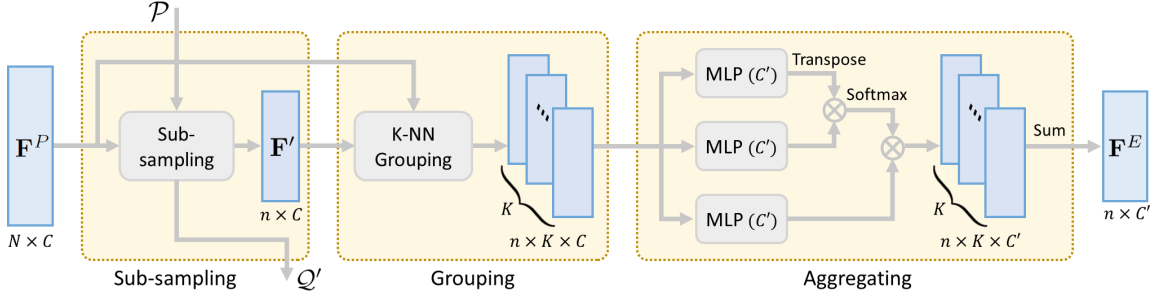 𝒫
F^P
N × C
Sub-
sampling
F′
n × C
𝒬′
Sub-sampling
K-NN
Grouping
K
n × K × C
Grouping
MLP (C′)
MLP (C′)
MLP (C′)
Transpose
Softmax
K
n × K × C′
Aggregating
Sum
F^E
n × C′